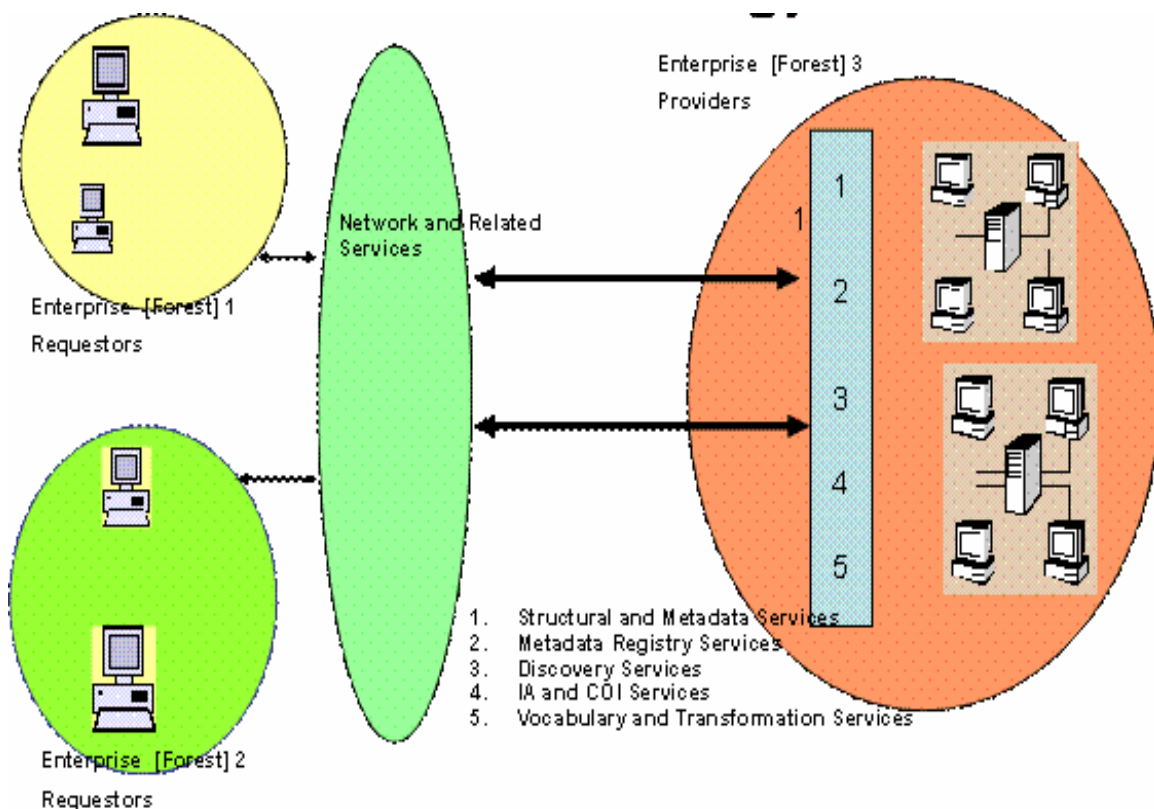 Enterprise [Forest] 3
Providers
Network and Related
Services
Enterprise [Forest] 1
Requestors
1
1
2
3
4
5
1. Structural and Metadata Services
2. Metadata Registry Services
3. Discovery Services
4. IA and COI Services
5. Vocabulary and Transformation Services
Enterprise [Forest] 2
Requestors